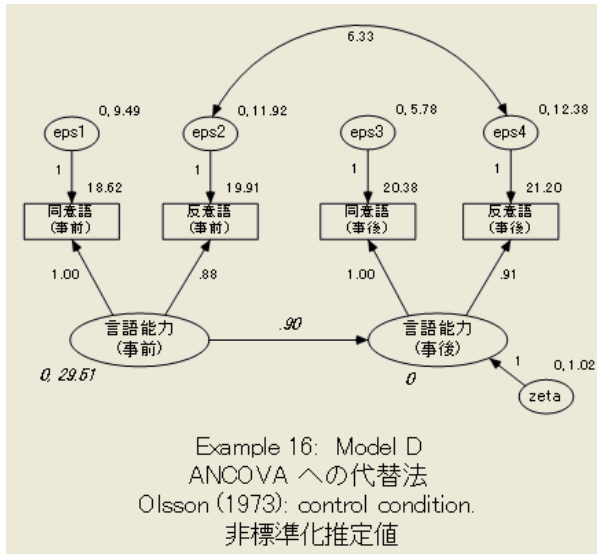 6.33
0, 9.49
0, 11.92
0, 5.78
0, 12.38
eps1
eps2
eps3
eps4
1
1
1
1
18.62
19.91
20.38
21.20
同意語
(事前)
反意語
(事前)
同意語
(事後)
反意語
(事後)
1.00
.88
1.00
.91
言語能力
(事前)
.90
言語能力
(事後)
0, 29.51
0
1
0, 1.02
zeta
Example 16: Model D
ANCOVA への代替法
Olsson (1973): control condition.
非標準化推定値